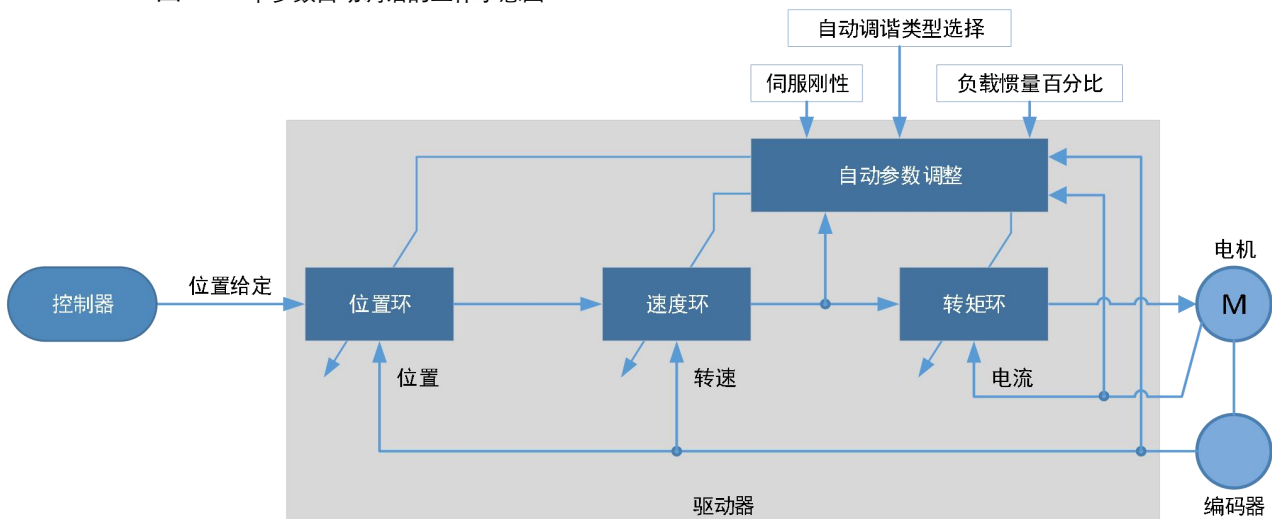 自动调谐类型选择
伺服刚性
负载惯量百分比
自动参数调整
电机
控制器
位置给定
位置环
速度环
转矩环
M
位置
转速
电流
驱动器
编码器